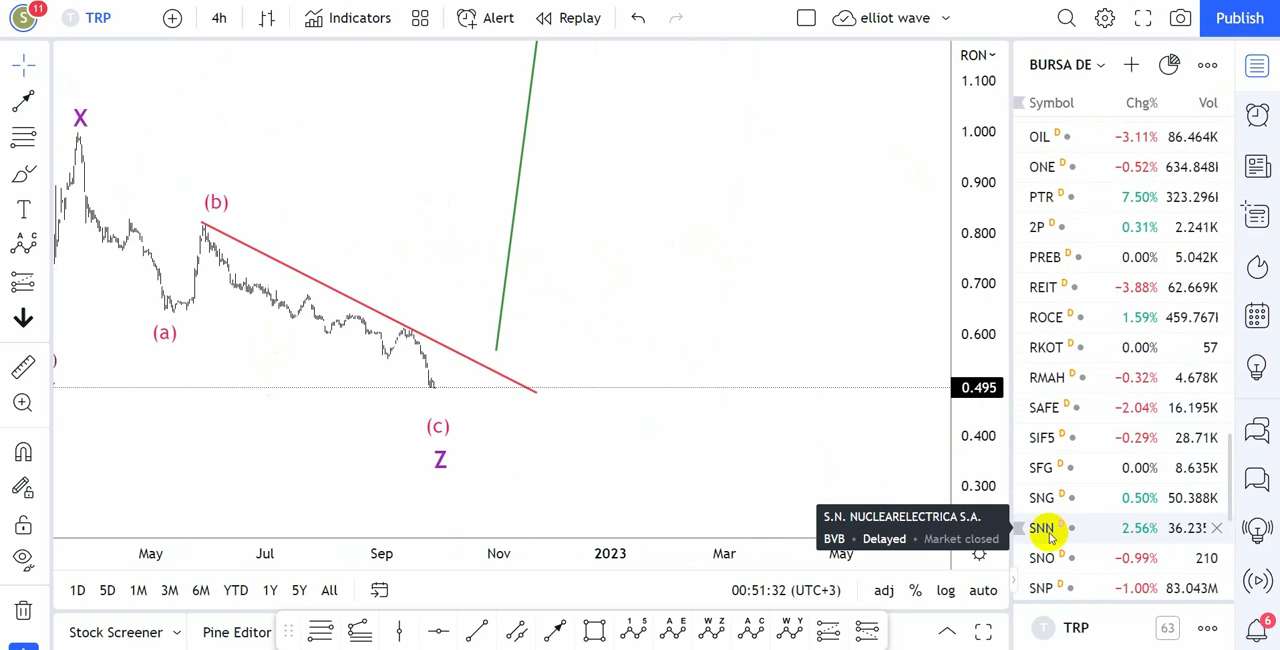 S 11 TRP 4h Indicators Alert Replay elliot wave Publish
RON
1.100
1.000
0.900
0.800
0.700
0.600
0.495
0.400
0.300
X
(b)
(a)
)
(c)
Z
May Jul Sep Nov 2023 Mar May
1D 5D 1M 3M 6M YTD 1Y 5Y All 00:51:32 (UTC+3) adj % log auto
Stock Screener Pine Editor 1 5 A E W Z A C W Y
A C
BURSA DE
Symbol Chg% Vol
OIL D −3.11% 86.464K
ONE D −0.52% 634.848
PTR D 7.50% 323.296
2P D 0.31% 2.241K
PREB D 0.00% 5.042K
REIT D −3.88% 62.669K
ROCE D 1.59% 459.767
RKOT D 0.00% 57
RMAH D −0.32% 4.678K
SAFE D −2.04% 16.195K
SIF5 D −0.29% 28.71K
SFG D 0.00% 8.635K
SNG D 0.50% 50.388K
SNN D 2.56% 36.235
SNO D −0.99% 210
SNP D −1.00% 83.043M
S.N. NUCLEARELECTRICA S.A.
BVB • Delayed • Market closed
TRP 63
6